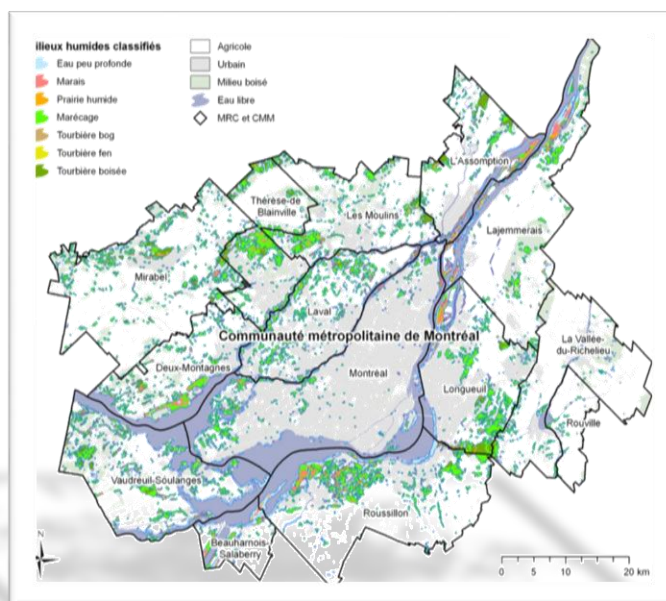 ilieux humides classifiés
Eau peu profonde
Marais
Prairie humide
Marécage
Tourbière bog
Tourbière fen
Tourbière boisée
Agricole
Urbain
Milieu boisé
Eau libre
MRC et CMM
L'Assomption
Thérèse-de
Blainville
Les Moulins
Lajemmerais
Mirabel
Laval
Communauté métropolitaine de Montréal
La Vallée-
du-Richelieu
Deux-Montagnes
Montréal
Longueuil
Rouville
Vaudreuil-Soulanges
Roussillon
Beauharnois-
Salaberry
N
0 5 10 20 km